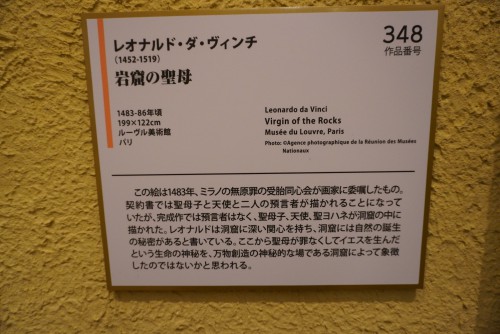 レオナルド・ダ・ヴィンチ
(1452-1519)
岩窟の聖母
348
作品番号
1483-86年頃
199×122cm
ルーヴル美術館
パリ
Leonardo da Vinci
Virgin of the Rocks
Musée du Louvre, Paris
Photo: ©Agence photographique de la Réunion des Musées
Nationaux
この絵は1483年、ミラノの無原罪の受胎同心会が画家に委嘱したもの。
契約書では聖母子と天使と二人の預言者が描かれることになって
いたが、完成作では預言者はなく、聖母子、天使、聖ヨハネが洞窟の中に
描かれた。レオナルドは洞窟に深い関心を持ち、洞窟には自然の誕生
の秘密があると書いている。ここから聖母が罪なくしてイエスを生んだ
という生命の神秘を、万物創造の神秘的な場である洞窟によって象徴
したのではないかと思われる。